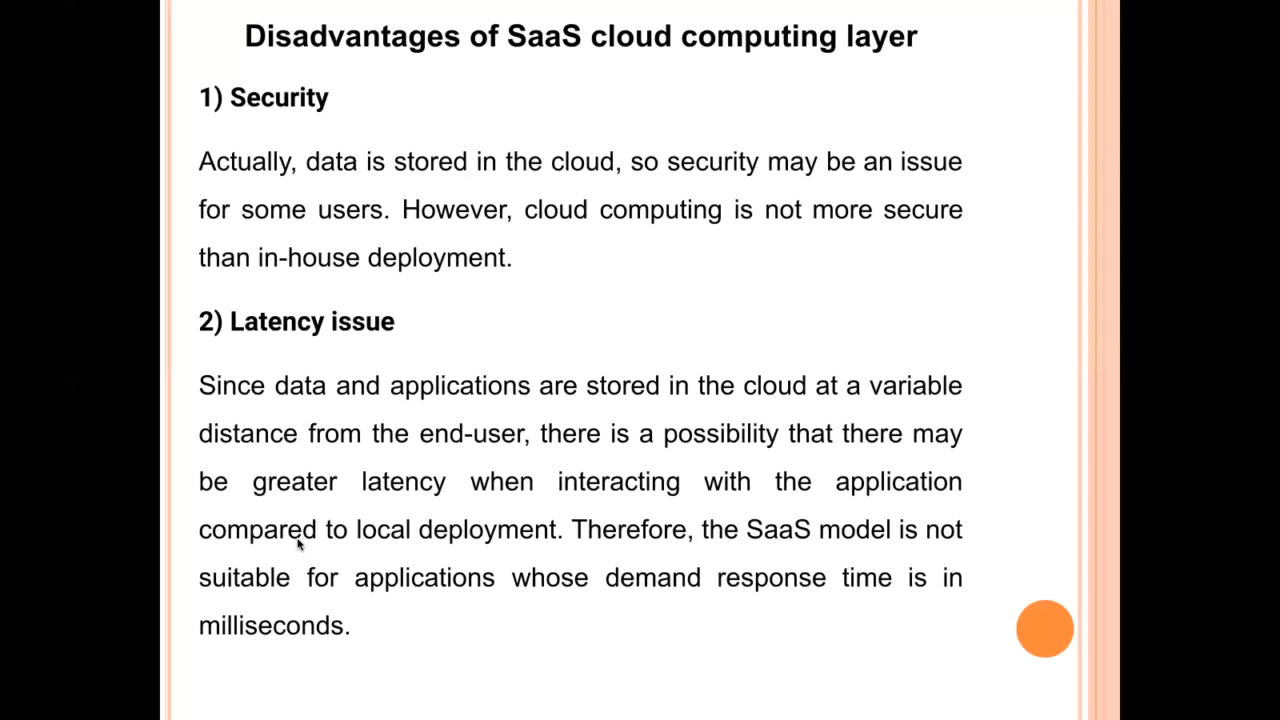 Disadvantages of SaaS cloud computing layer
1) Security
Actually, data is stored in the cloud, so security may be an issue
for some users. However, cloud computing is not more secure
than in-house deployment.
2) Latency issue
Since data and applications are stored in the cloud at a variable
distance from the end-user, there is a possibility that there may
be greater latency when interacting with the application
compared to local deployment. Therefore, the SaaS model is not
suitable for applications whose demand response time is in
milliseconds.